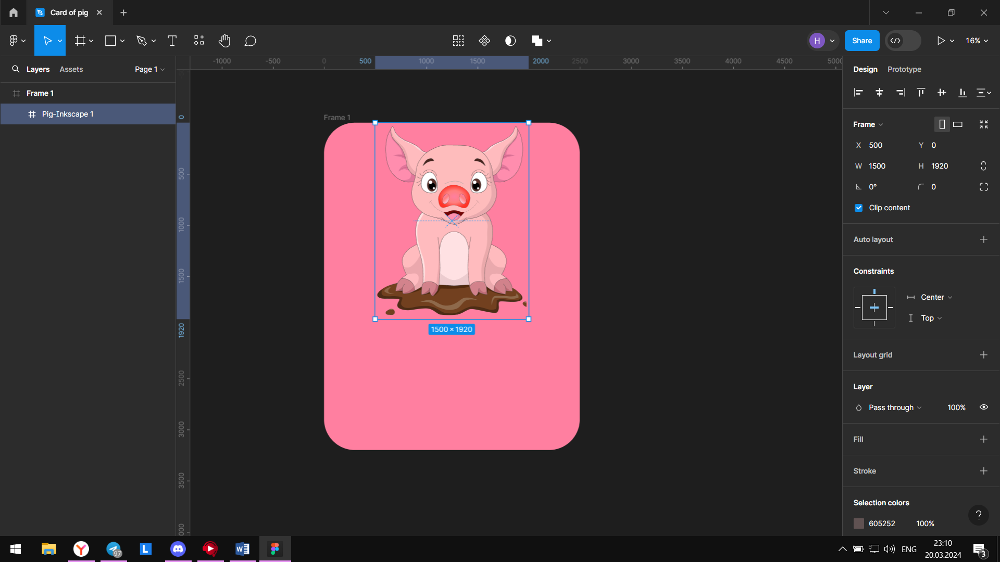 Card of pig
H
Share
16%
Layers
Assets
Page 1
-1000
-500
0
500
1000
1500
2000
2500
3000
3500
4000
4500
Design
Prototype
Frame 1
Pig-Inkscape 1
0
500
1000
1500
1920
2500
3000
3500
Frame 1
1500 × 1920
Frame
X 500
Y 0
W 1500
H 1920
0°
0
Clip content
Auto layout
Constraints
Center
Top
Layout grid
Layer
Pass through
100%
Fill
Stroke
Selection colors
605252
100%
?
97
L
W
ENG
23:10
20.03.2024
3